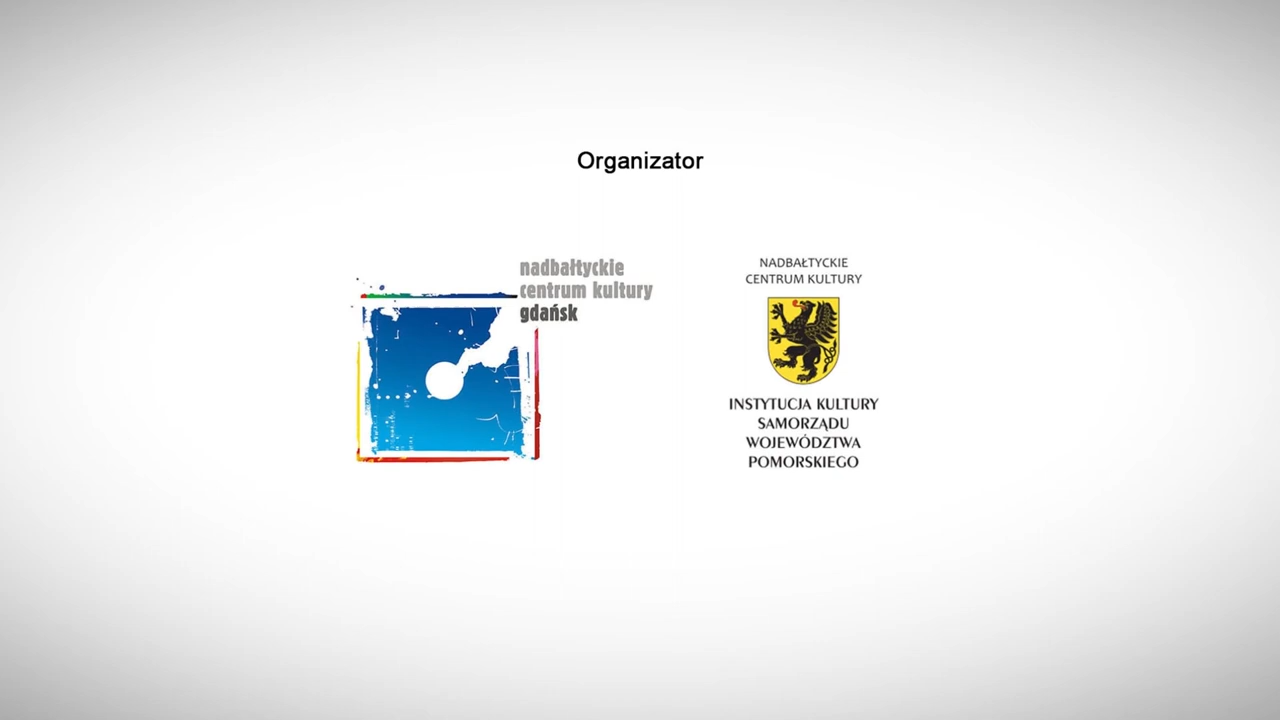 Organizator
nadbałtyckie
centrum kultury
gdańsk
NADBAŁTYCKIE
CENTRUM KULTURY
INSTYTUCJA KULTURY
SAMORZĄDU
WOJEWÓDZTWA
POMORSKIEGO